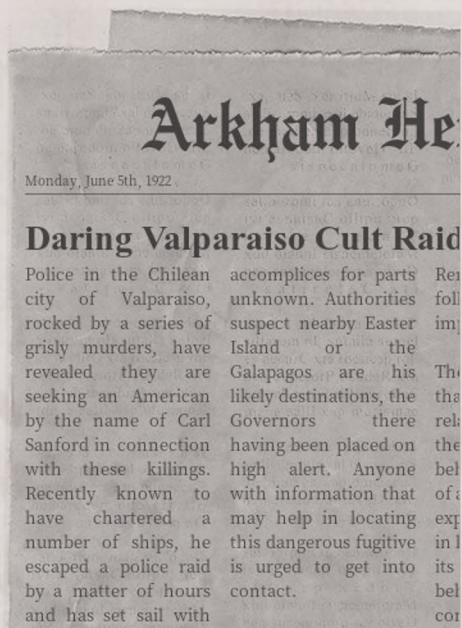 Arkham
Monday, June 5th, 1922
Daring Valparaiso Cult Raid
Police in the Chilean
city of Valparaiso,
rocked by a series of
grisly murders, have
revealed they are
seeking an American
by the name of Carl
Sanford in connection
with these killings.
Recently known to
have chartered a
number of ships, he
escaped a police raid
by a matter of hours
and has set sail with
accomplices for parts
unknown. Authorities
suspect nearby Easter
Island or the
Galapagos are his
likely destinations, the
Governors there
having been placed on
high alert. Anyone
with information that
may help in locating
this dangerous fugitive
is urged to get into
contact.